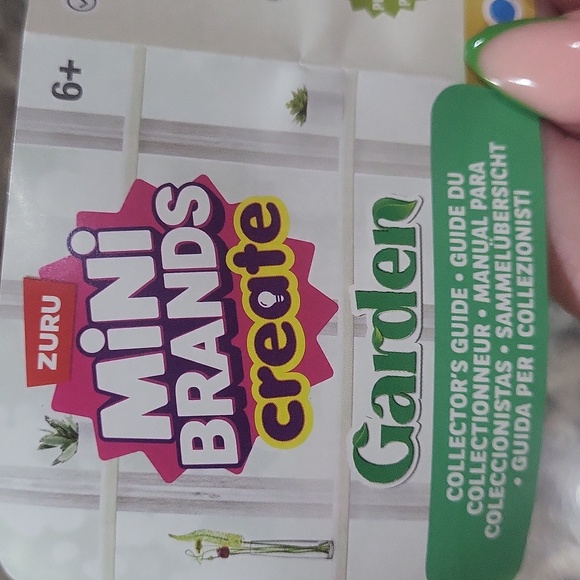 6+
ZURU
MiNi
BRANDS
create
Garden
COLLECTOR'S GUIDE • GUIDE DU
COLLECTIONNEUR • MANUAL PARA
COLECCIONISTAS • SAMMELÜBERSICHT
• GUIDA PER I COLLEZIONISTI